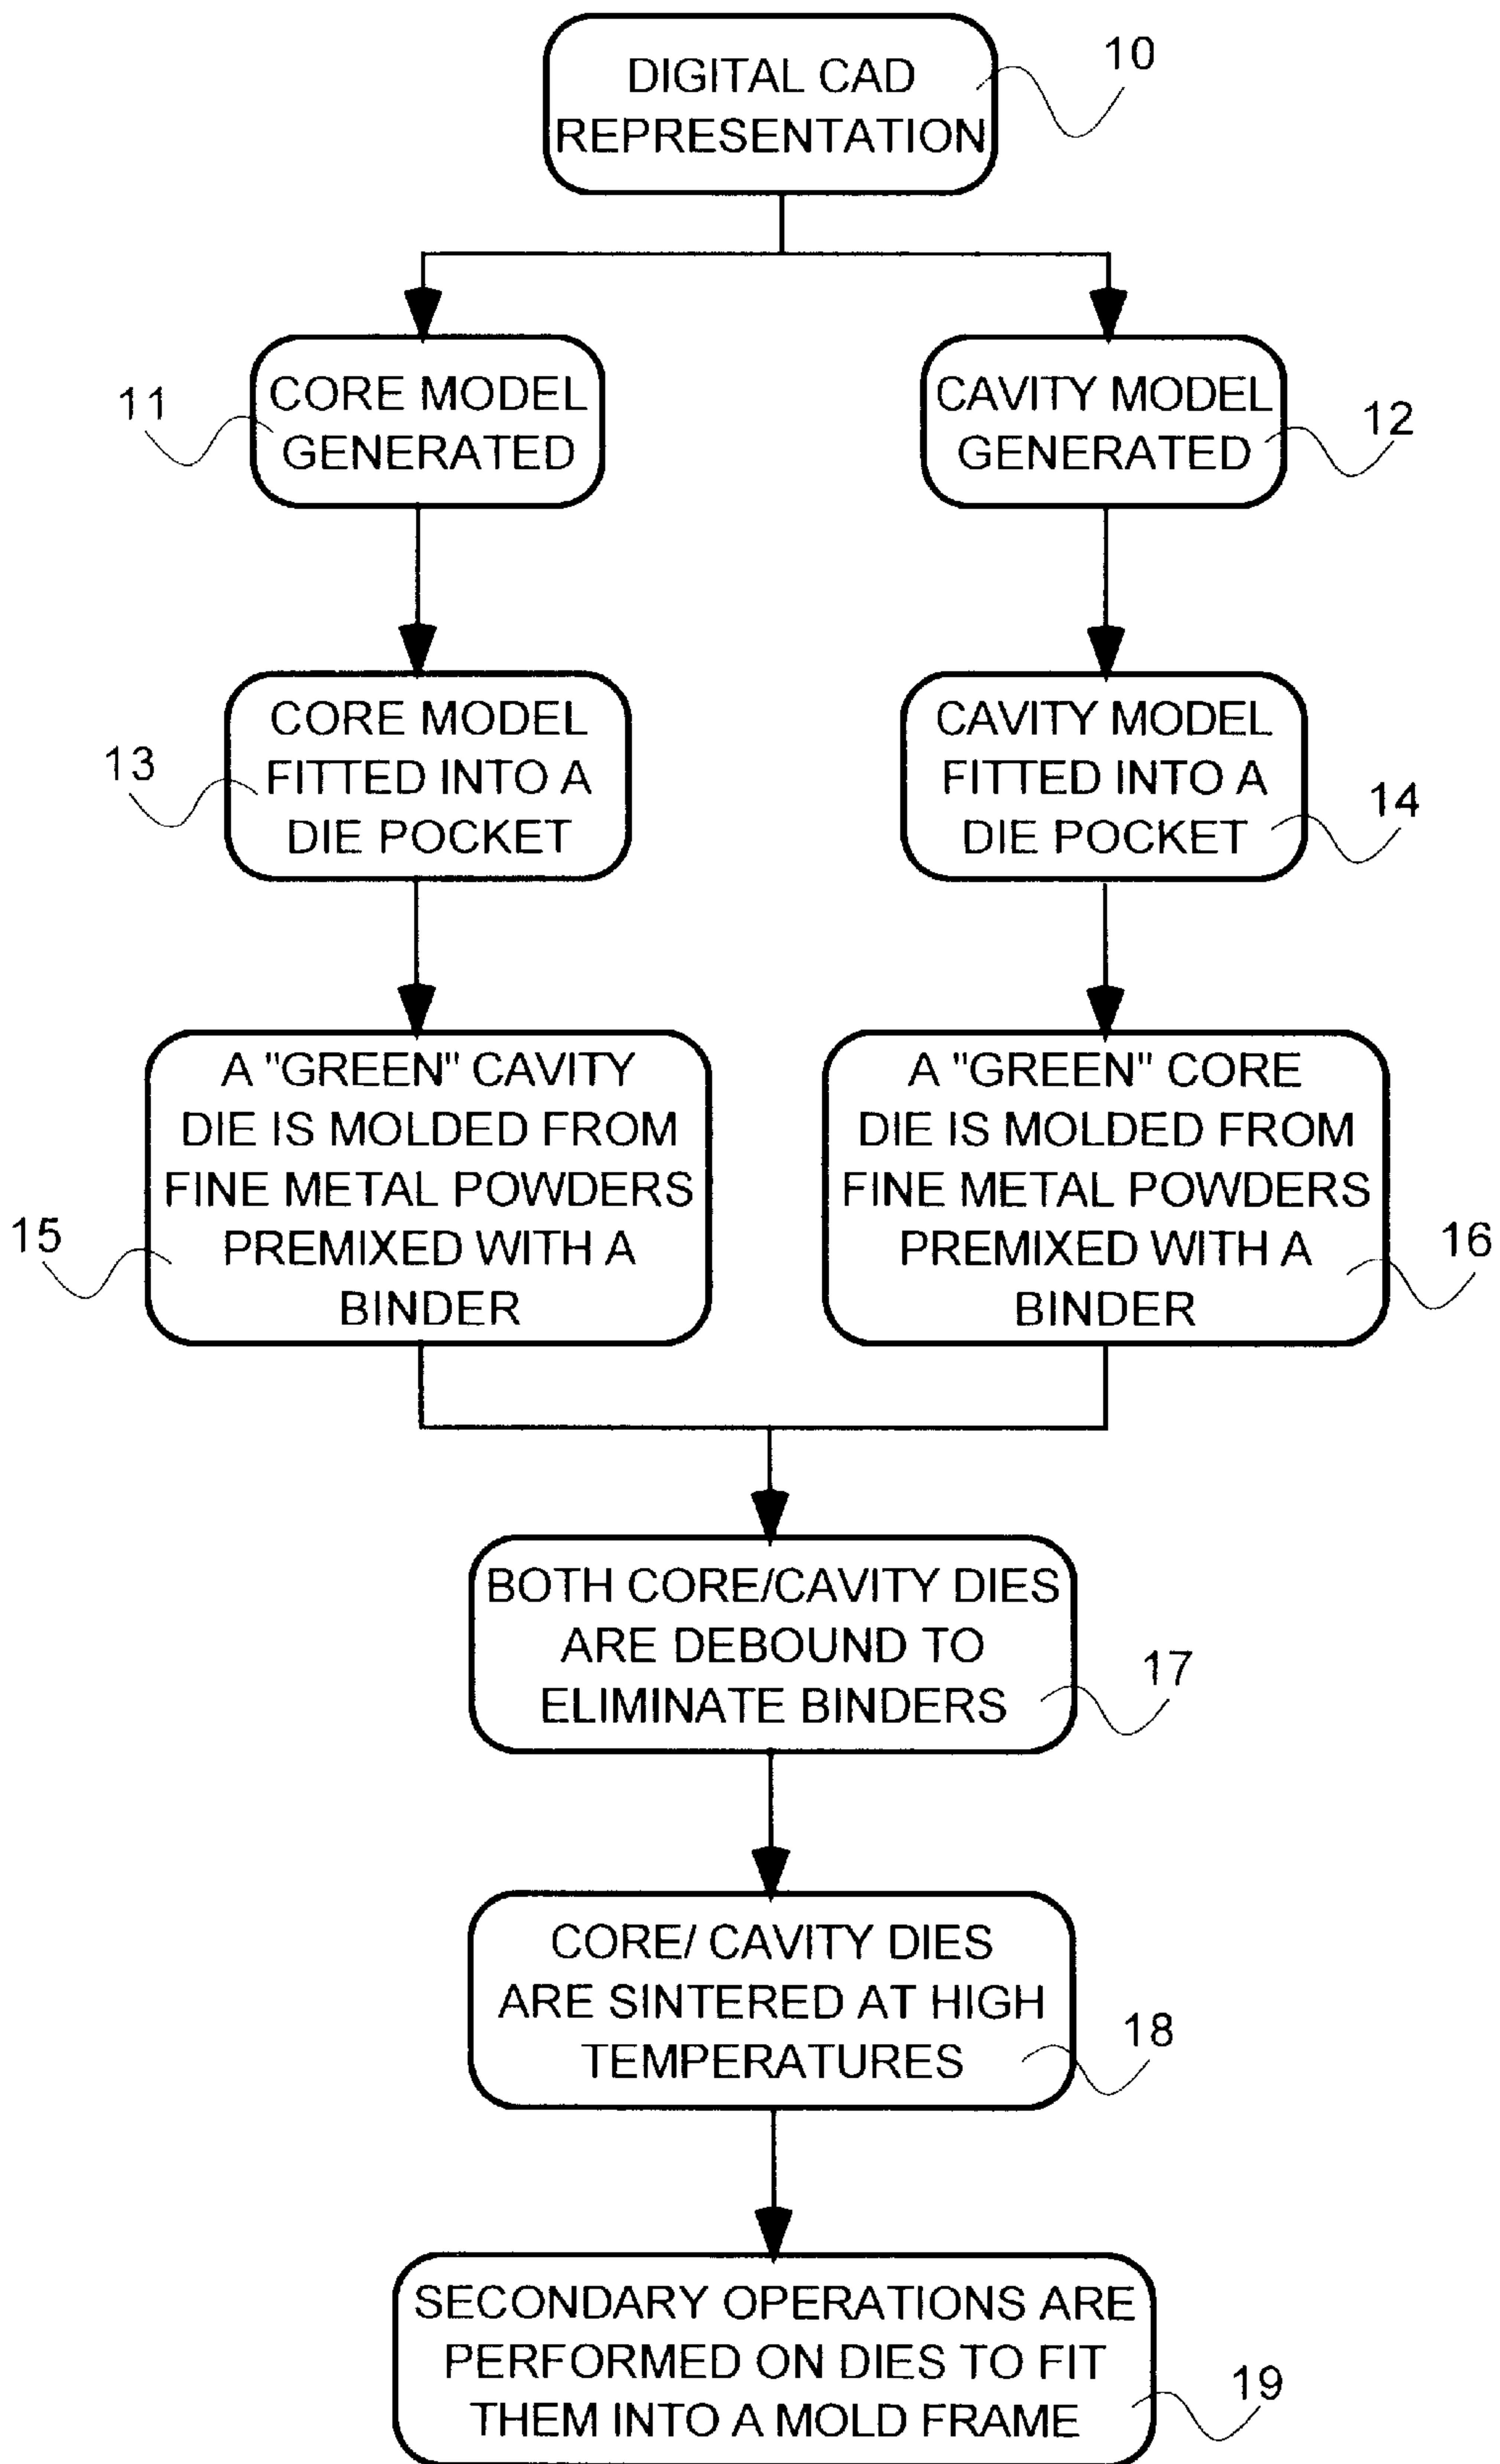 DIGITAL CAD
REPRESENTATION
10
CORE MODEL
GENERATED
11
CAVITY MODEL
GENERATED
12
CORE MODEL
FITTED INTO A
DIE POCKET
13
CAVITY MODEL
FITTED INTO A
DIE POCKET
14
A "GREEN" CAVITY
DIE IS MOLDED FROM
FINE METAL POWDERS
PREMIXED WITH A
BINDER
15
A "GREEN" CORE
DIE IS MOLDED FROM
FINE METAL POWDERS
PREMIXED WITH A
BINDER
16
BOTH CORE/CAVITY DIES
ARE DEBOUND TO
ELIMINATE BINDERS
17
CORE/ CAVITY DIES
ARE SINTERED AT HIGH
TEMPERATURES
18
SECONDARY OPERATIONS ARE
PERFORMED ON DIES TO FIT
THEM INTO A MOLD FRAME
19